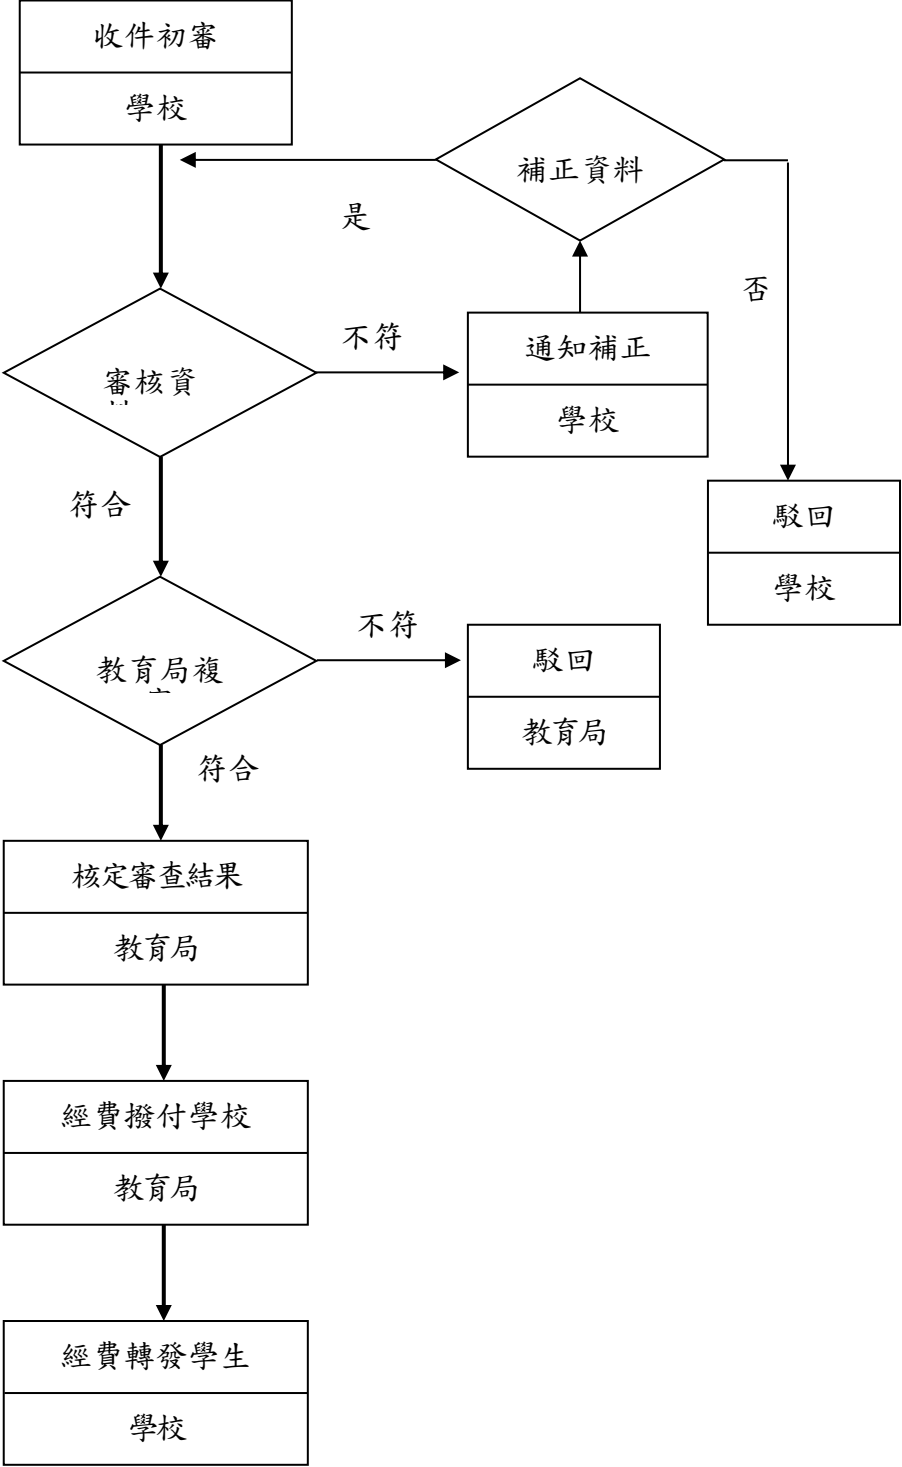 收件初審
學校
補正資料
是
否
不符
通知補正
學校
審核資
符合
駁回
學校
教育局複
不符
駁回
教育局
符合
核定審查結果
教育局
經費撥付學校
教育局
經費轉發學生
學校